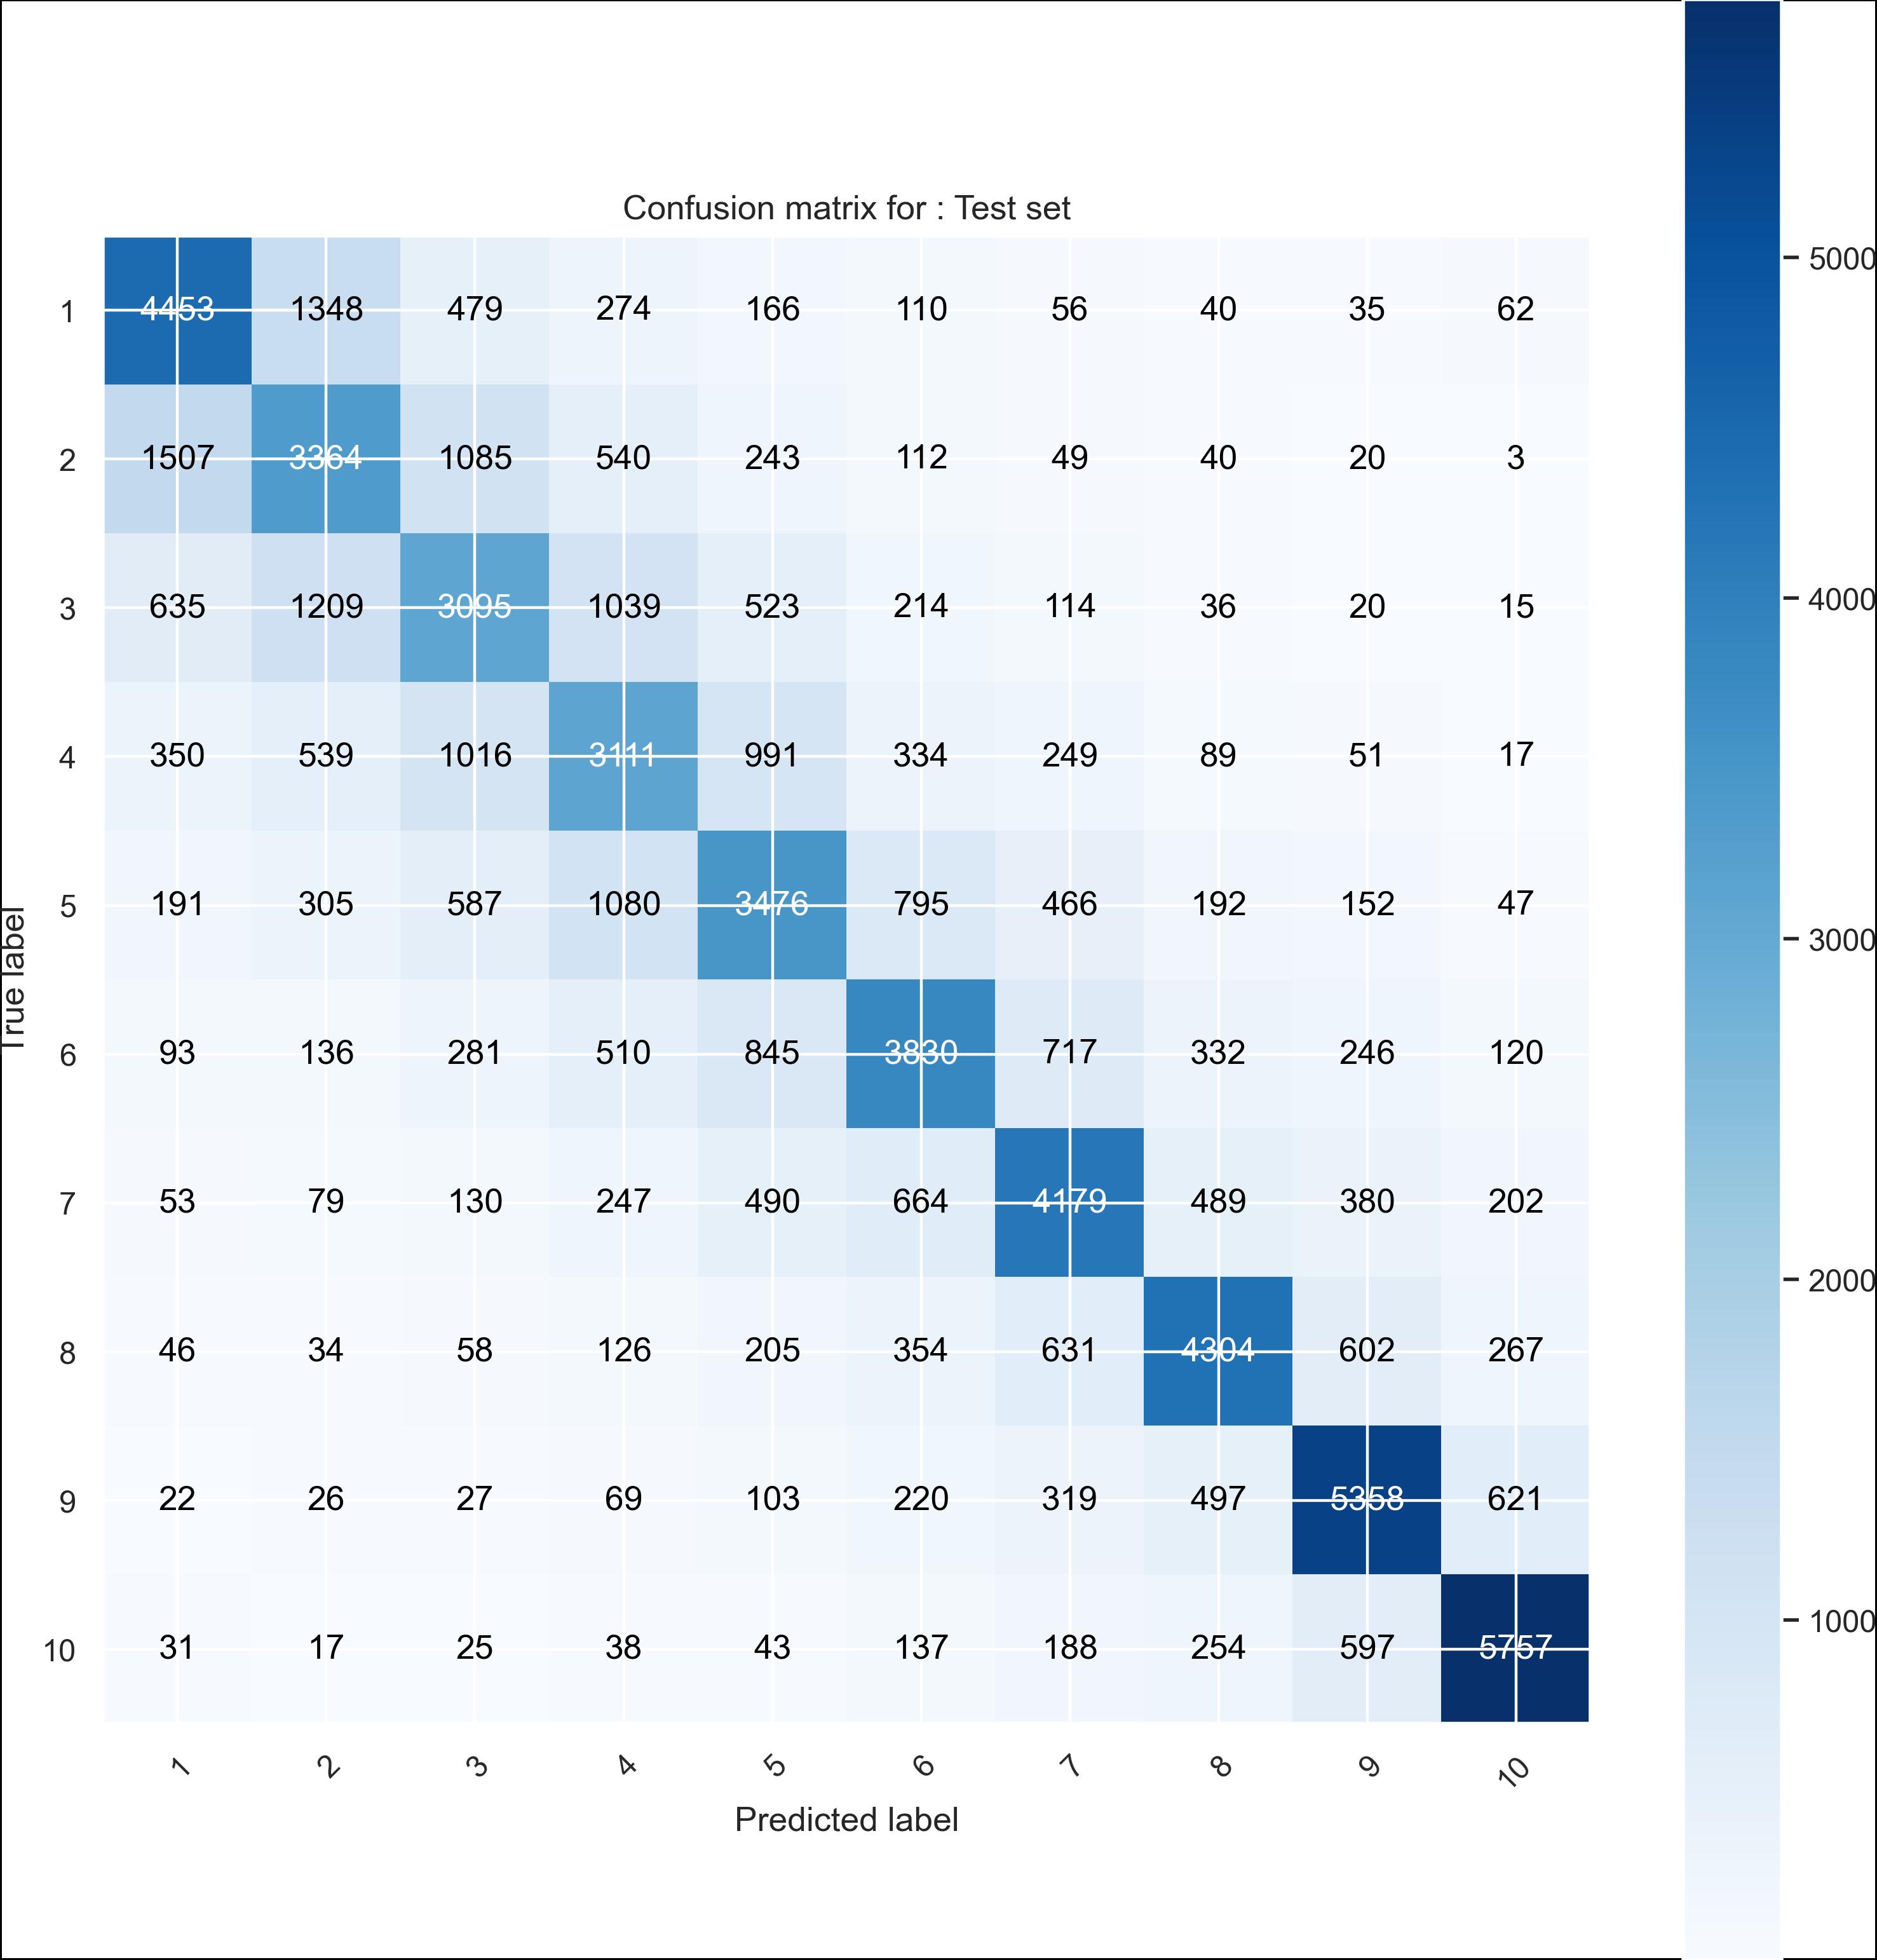 Confusion matrix for : Test set
1 4453 1348 479 274 166 110 56 40 35 62
2 1507 3364 1085 540 243 112 49 40 20 3
3 635 1209 3095 1039 523 214 114 36 20 15
4 350 539 1016 3111 991 334 249 89 51 17
5 191 305 587 1080 3476 795 466 192 152 47
6 93 136 281 510 845 3830 717 332 246 120
7 53 79 130 247 490 664 4179 489 380 202
8 46 34 58 126 205 354 631 4304 602 267
9 22 26 27 69 103 220 319 497 5358 621
10 31 17 25 38 43 137 188 254 597 5757
1 2 3 4 5 6 7 8 9 10
Predicted label
True label
5000
4000
3000
2000
1000